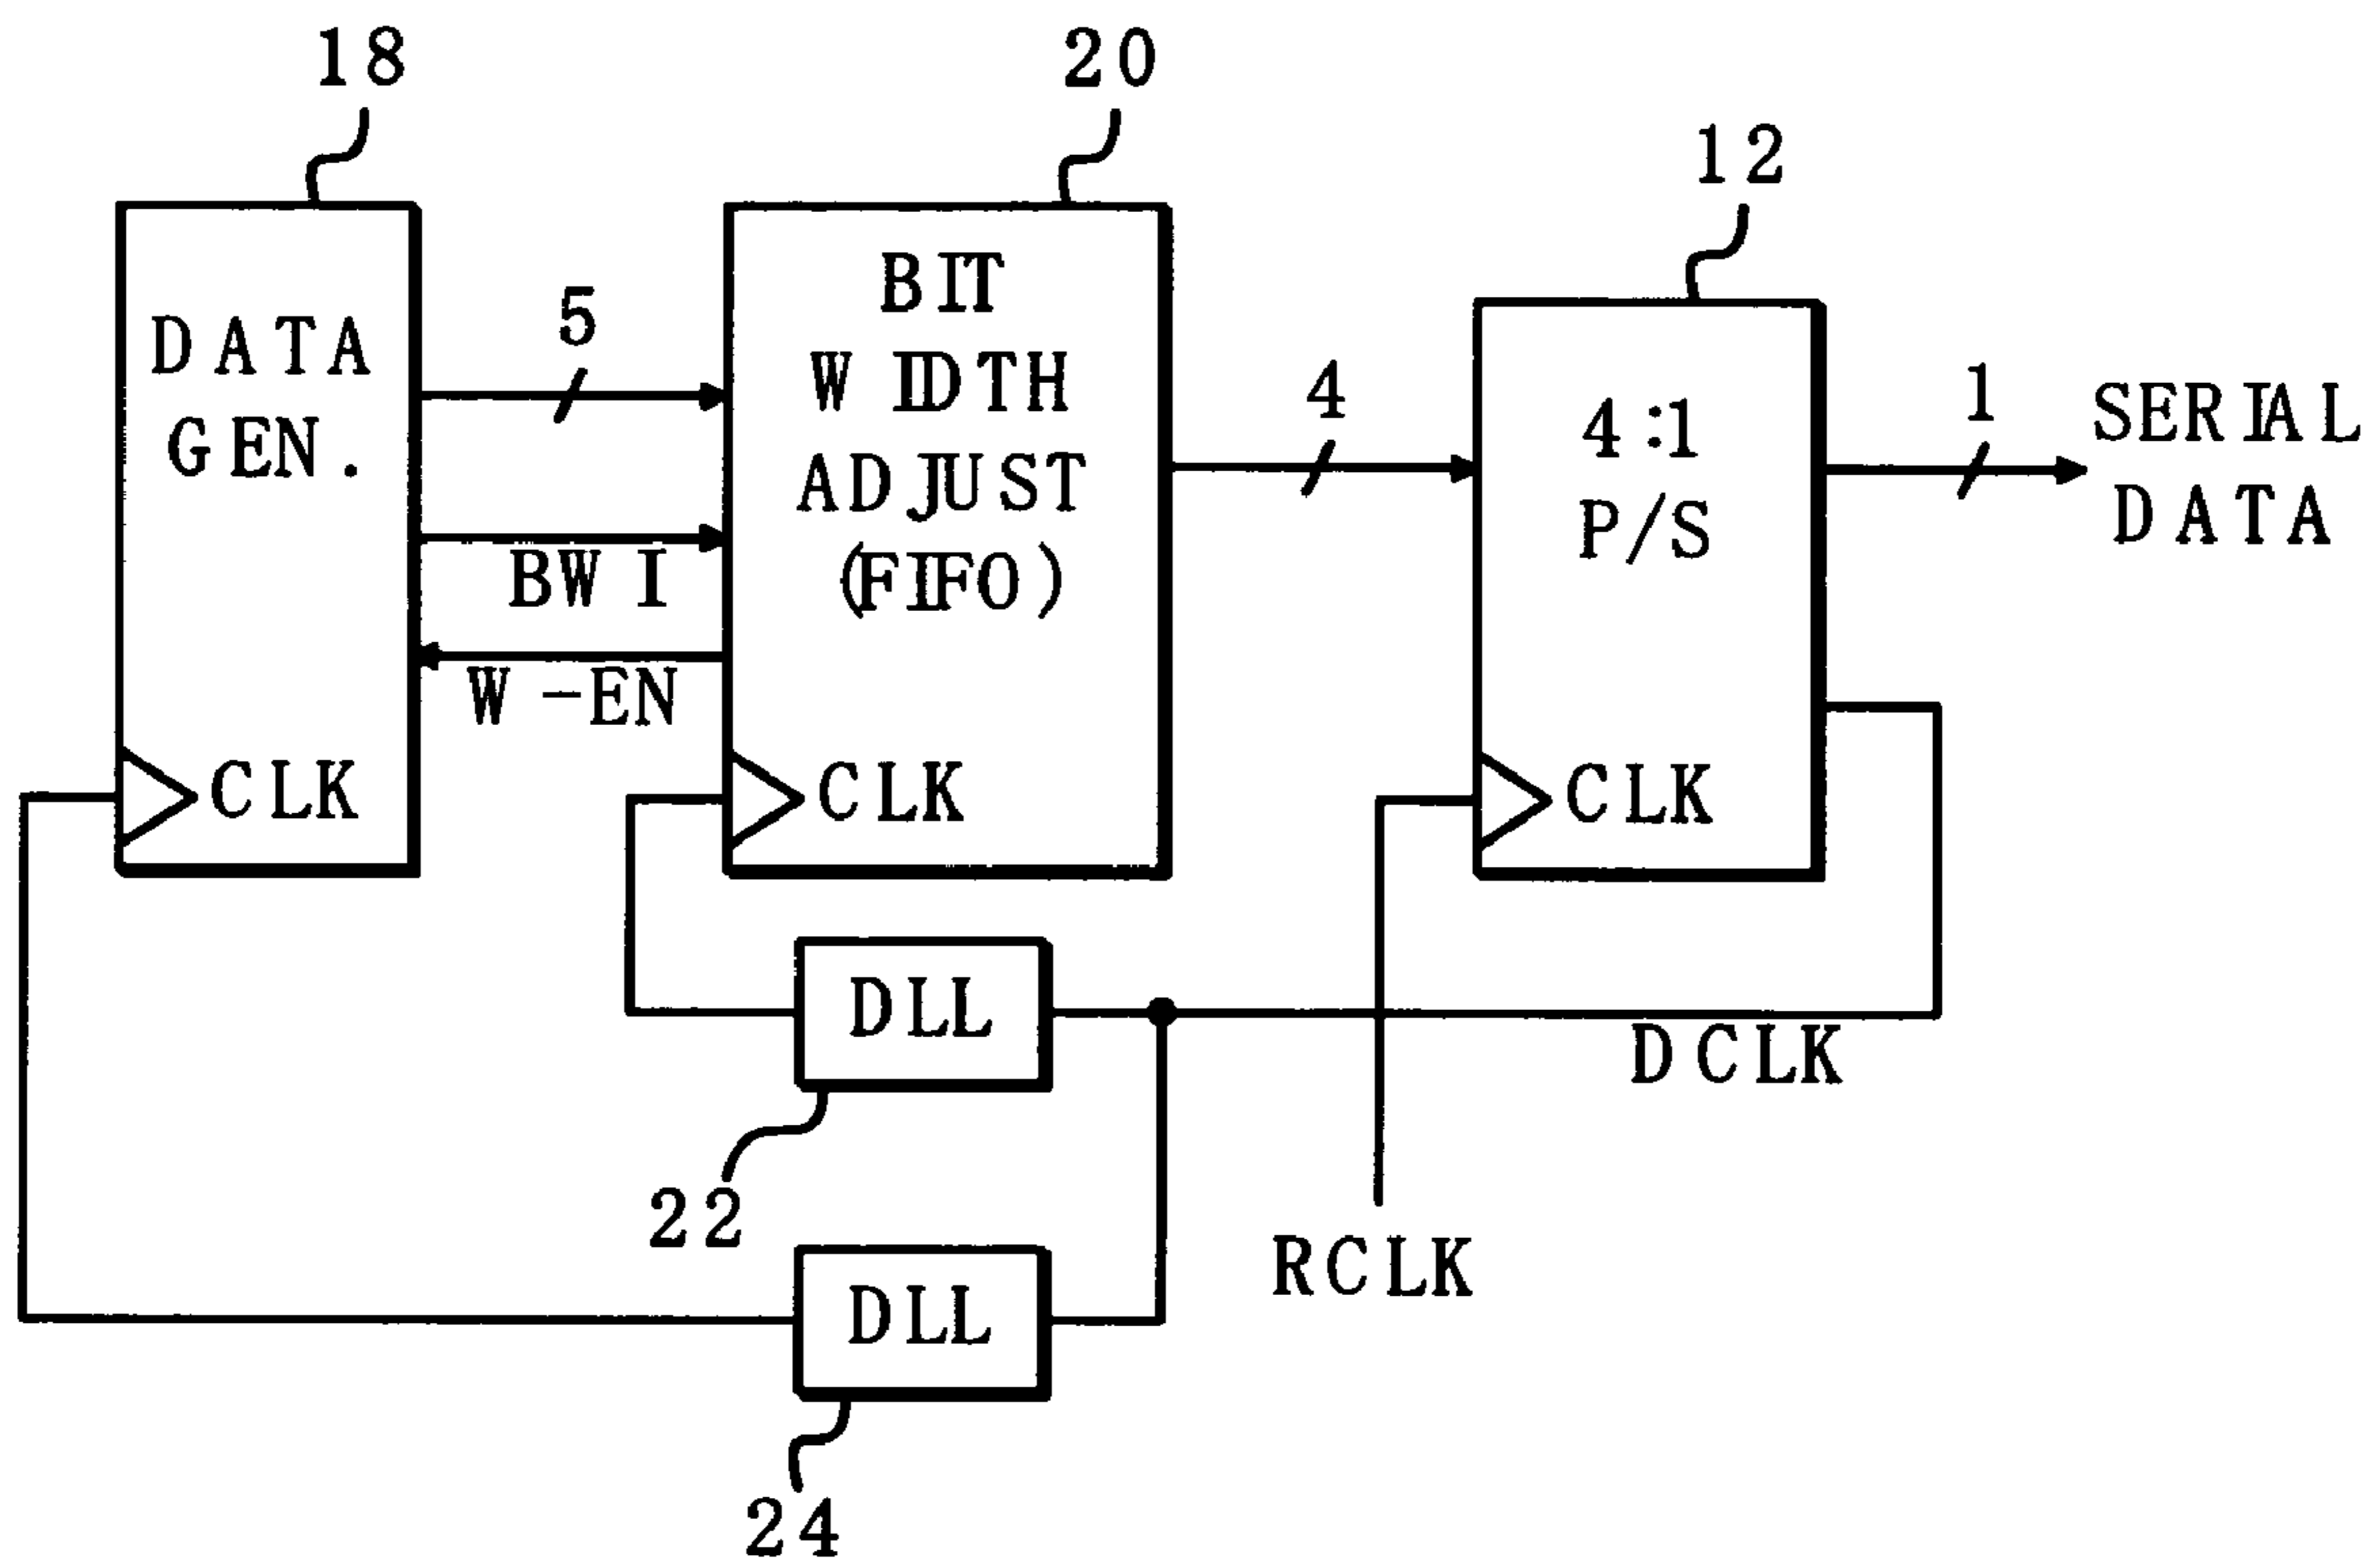 18
20
12
DATA
GEN.
5
BWI
W-EN
CLK
BIT
WIDTH
ADJUST
(FIFO)
CLK
4
4:1
P/S
CLK
1
SERIAL
DATA
DLL
22
DCLK
RCLK
DLL
24